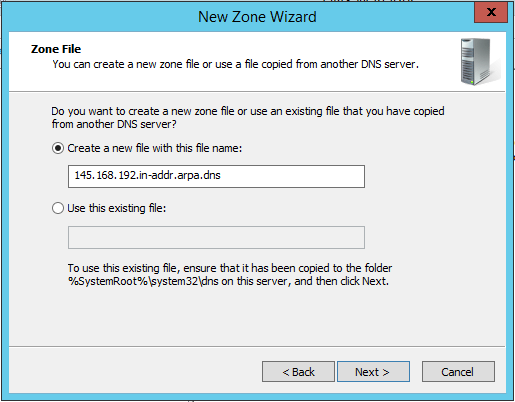 New Zone Wizard
X
Zone File
You can create a new zone file or use a file copied from another DNS server.
Do you want to create a new zone file or use an existing file that you have copied
from another DNS server?
Create a new file with this file name:
145.168.192.in-addr.arpa.dns
Use this existing file:
To use this existing file, ensure that it has been copied to the folder
%SystemRoot%\system32\dns on this server, and then click Next.
< Back
Next >
Cancel